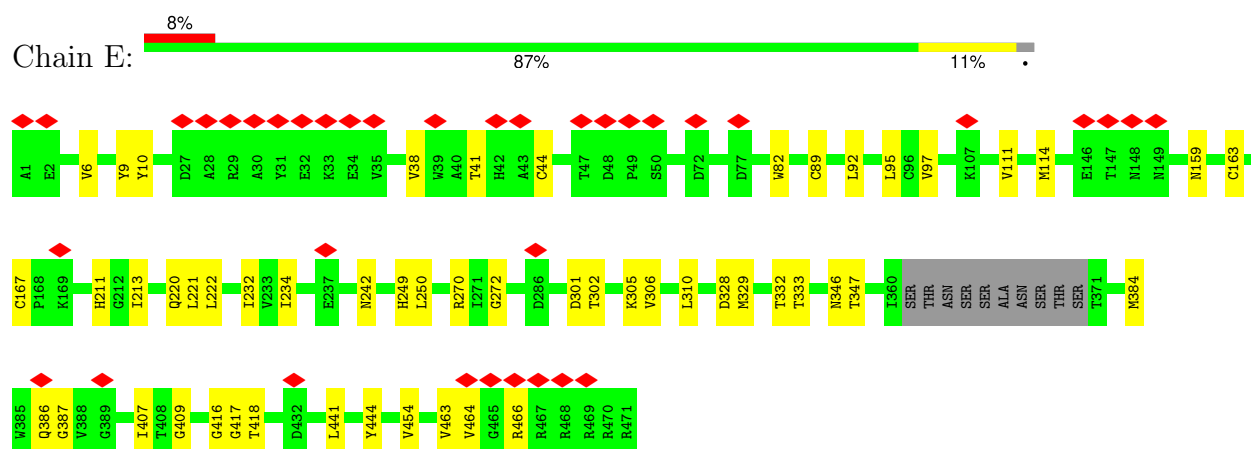 8%
Chain E:
87% 11% •
A1 E2 V6 Y9 Y10 D27 A28 R29 A30 Y31 E32 K33 E34 V35 V38 W39 A40 T41 H42 A43 C44 T47 D48 P49 S50 D72 D77 W82 C89 L92 L95 C96 V97 K107 V111 M114 E146 T147 N148 N149 N159 C163
C167 P168 K169 H211 G212 I213 Q220 L221 L222 I232 V233 I234 E237 N242 H249 L250 R270 I271 G272 D286 D301 T302 K305 V306 L310 D328 M329 T332 T333 N346 T347 I360 SER THR ASN SER SER ALA ASN SER THR SER T371 M384
W385 Q386 G387 V388 G389 I407 T408 G409 G416 G417 T418 D432 L441 Y444 V454 V463 V464 G465 R466 R467 R468 R469 R470 R471